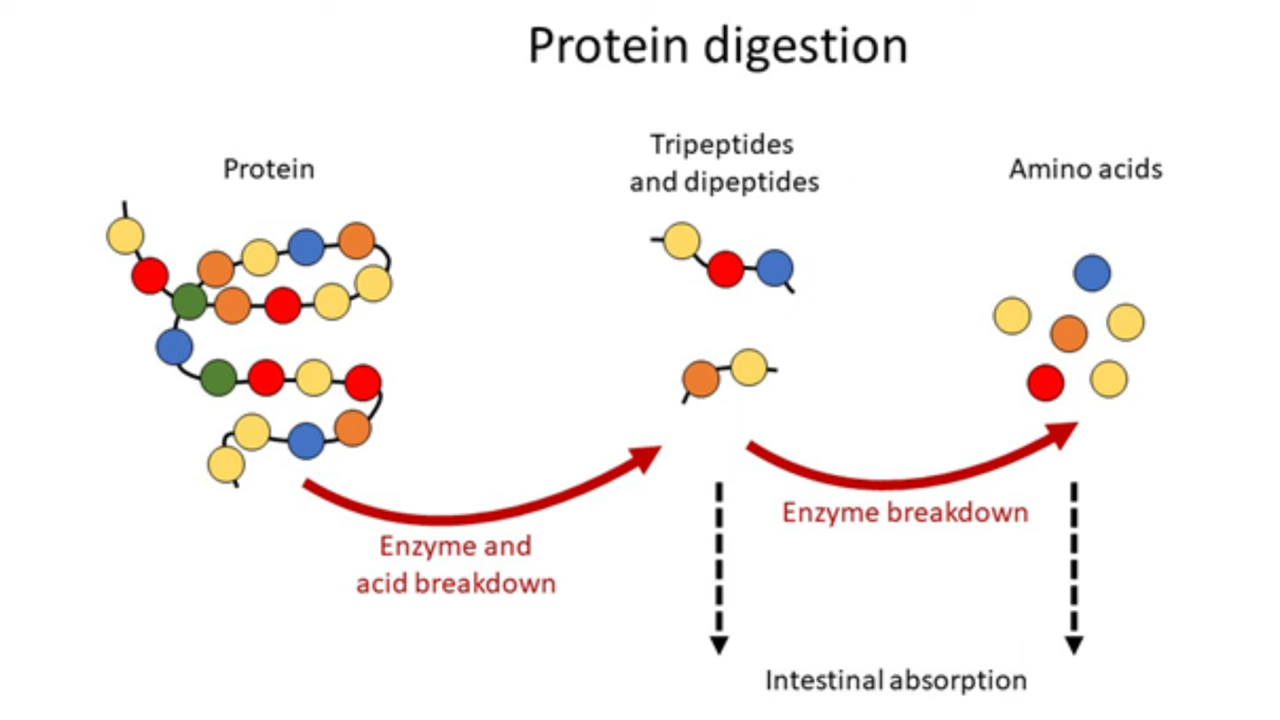 Protein digestion
Protein
Tripeptides
and dipeptides
Amino acids
Enzyme and
acid breakdown
Enzyme breakdown
Intestinal absorption